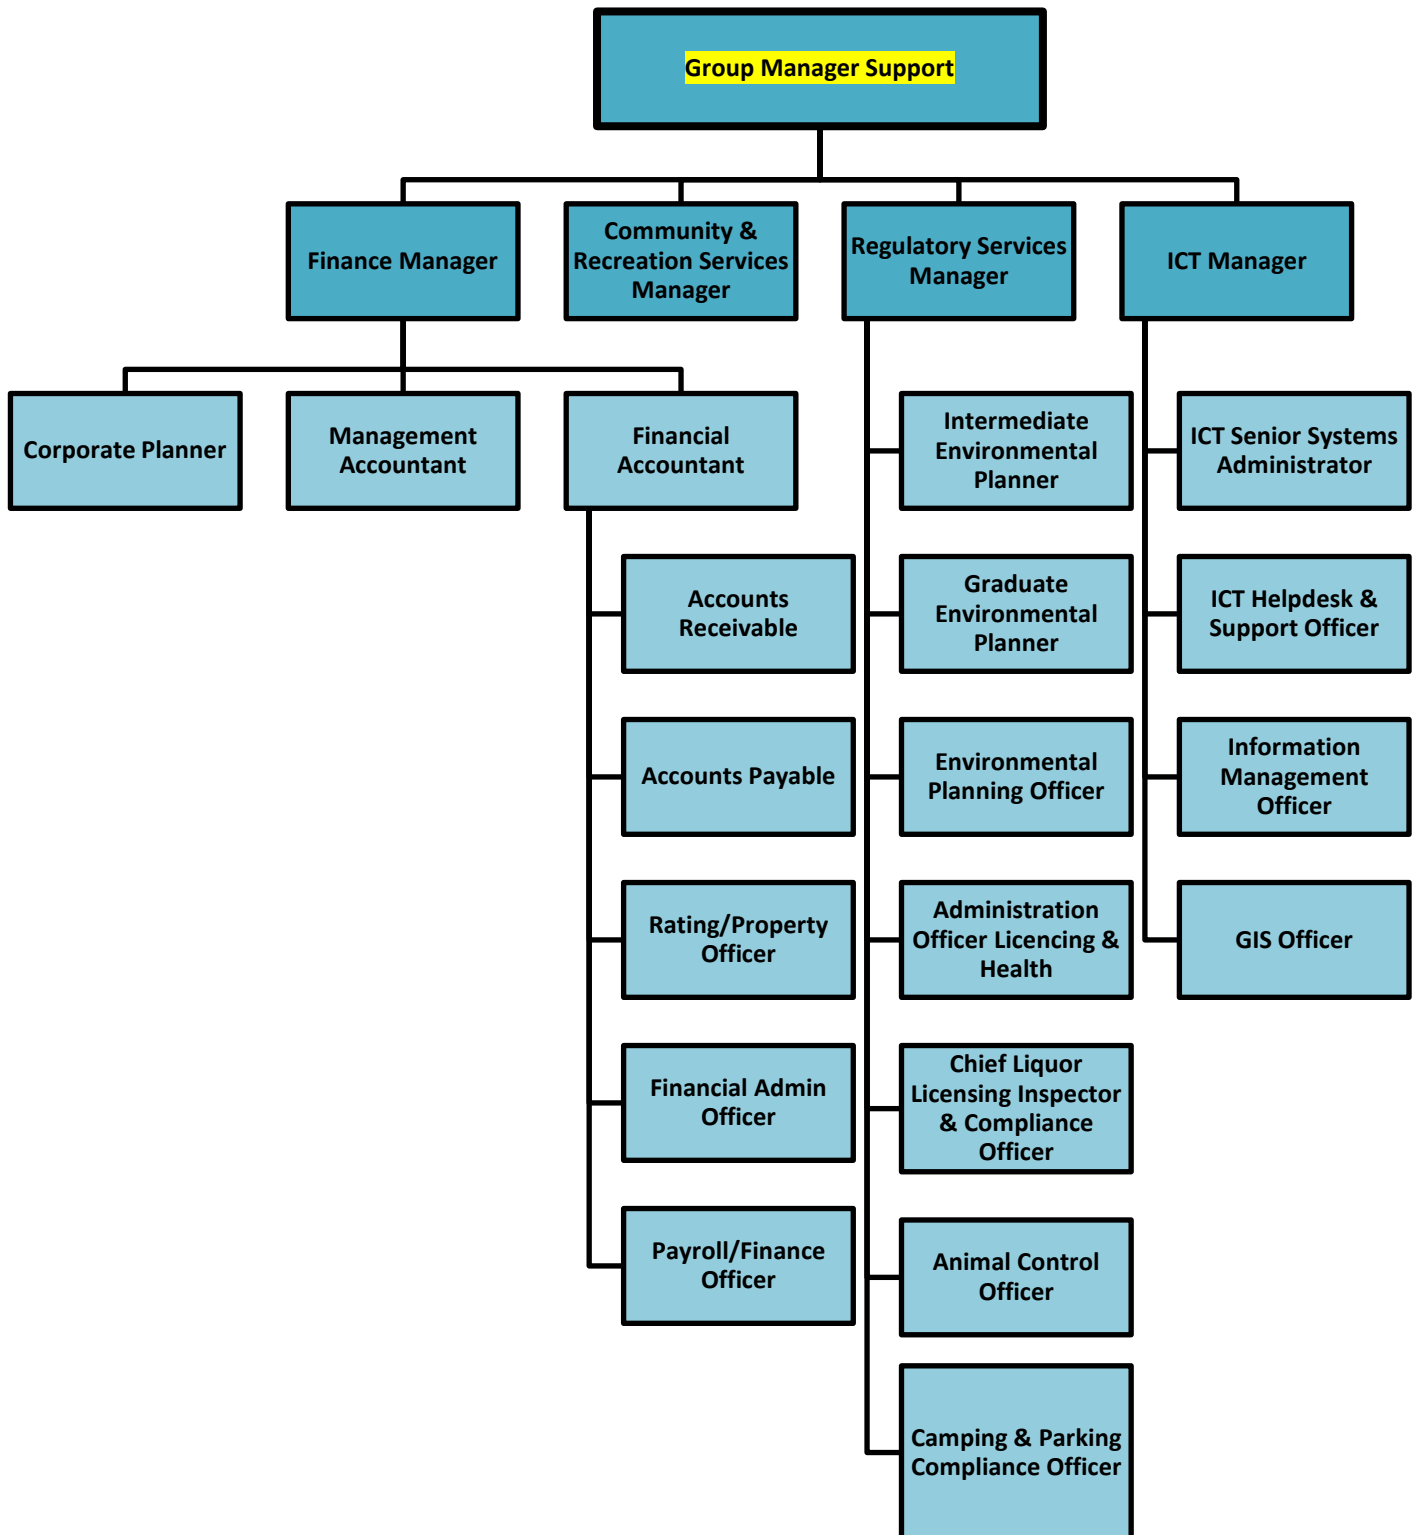 Group Manager Support
Finance Manager
Community &
Recreation Services
Manager
Regulatory Services
Manager
ICT Manager
Corporate Planner
Management
Accountant
Financial
Accountant
Intermediate
Environmental
Planner
ICT Senior Systems
Administrator
Accounts
Receivable
Graduate
Environmental
Planner
ICT Helpdesk &
Support Officer
Accounts Payable
Environmental
Planning Officer
Information
Management
Officer
Rating/Property
Officer
Administration
Officer Licencing &
Health
GIS Officer
Financial Admin
Officer
Chief Liquor
Licensing Inspector
& Compliance
Officer
Payroll/Finance
Officer
Animal Control
Officer
Camping & Parking
Compliance Officer